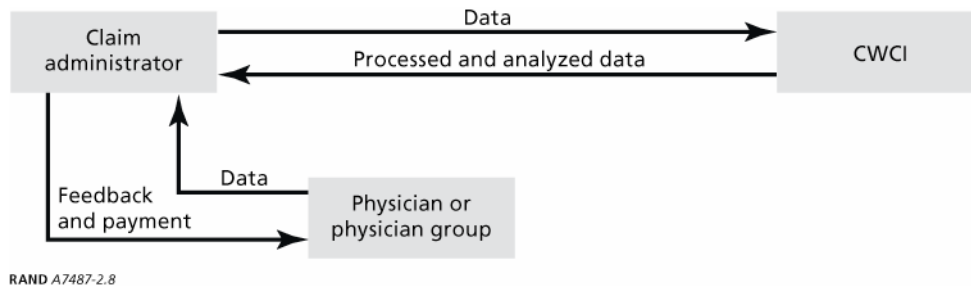 Data
Claim
administrator
Processed and analyzed data
CWCI
Data
Feedback
and payment
Physician or
physician group
RAND A7487-2.8